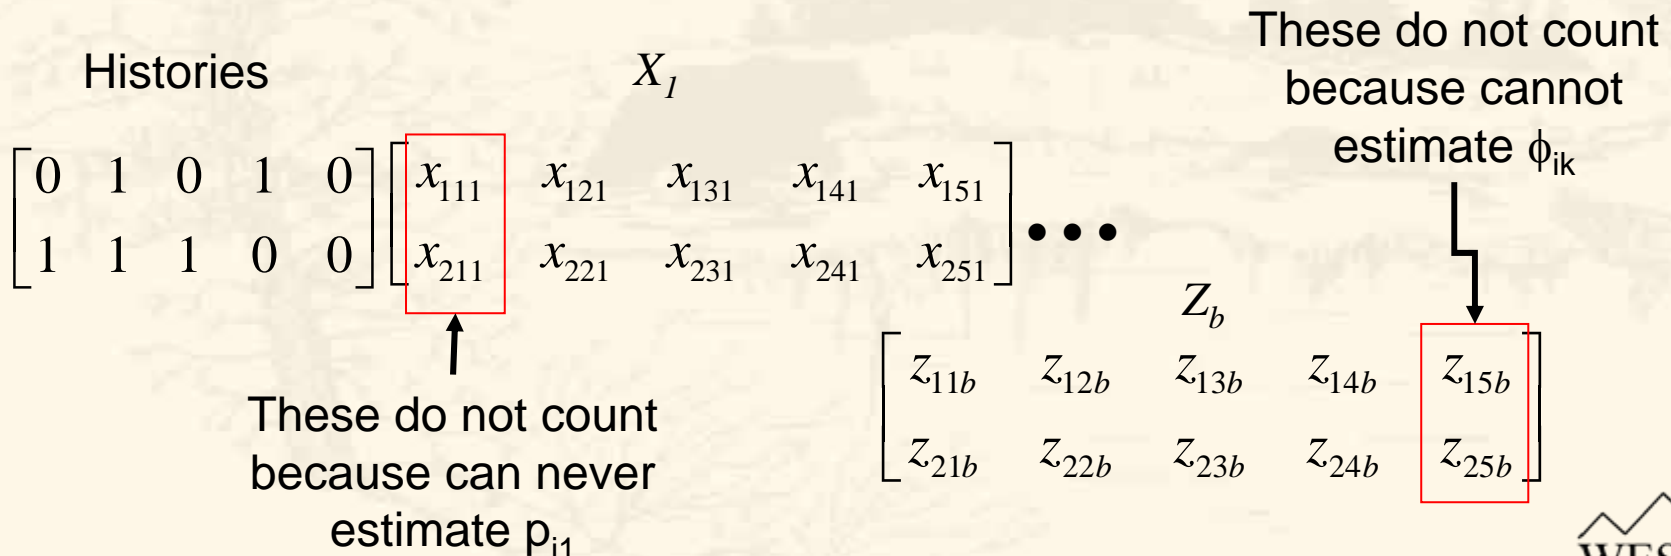 Histories
X₁
These do not count
because cannot
estimate ϕᵢₖ
[0 1 0 1 0] [x₁₁₁ x₁₂₁ x₁₃₁ x₁₄₁ x₁₅₁]
[1 1 1 0 0] [x₂₁₁ x₂₂₁ x₂₃₁ x₂₄₁ x₂₅₁] •••
These do not count
because can never
estimate pᵢ₁
Z_b
[z₁₁b z₁₂b z₁₃b z₁₄b z₁₅b]
[z₂₁b z₂₂b z₂₃b z₂₄b z₂₅b]